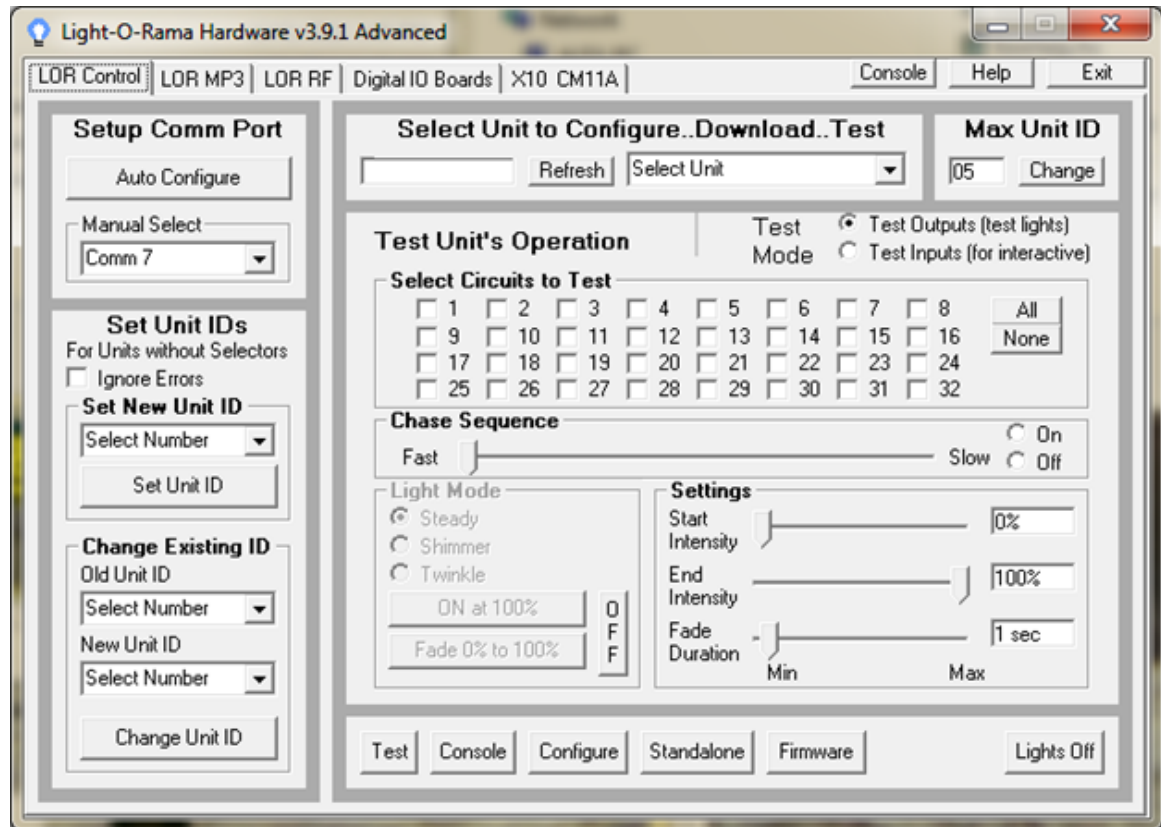 Light-O-Rama Hardware v3.9.1 Advanced
LOR Control LOR MP3 LOR RF Digital IO Boards X10 CM11A Console Help Exit
Setup Comm Port
Auto Configure
Manual Select
Comm 7
Set Unit IDs
For Units without Selectors
Ignore Errors
Set New Unit ID
Select Number
Set Unit ID
Change Existing ID
Old Unit ID
Select Number
New Unit ID
Select Number
Change Unit ID
Select Unit to Configure..Download..Test
Refresh Select Unit
Max Unit ID
05 Change
Test Unit's Operation
Test Mode
Test Outputs (test lights)
Test Inputs (for interactive)
Select Circuits to Test
1 2 3 4 5 6 7 8
9 10 11 12 13 14 15 16
17 18 19 20 21 22 23 24
25 26 27 28 29 30 31 32
All
None
Chase Sequence
Fast Slow
On
Off
Light Mode
Steady
Shimmer
Twinkle
ON at 100%
Fade 0% to 100%
OFF
Settings
Start Intensity 0%
End Intensity 100%
Fade Duration 1 sec
Min Max
Test Console Configure Standalone Firmware Lights Off